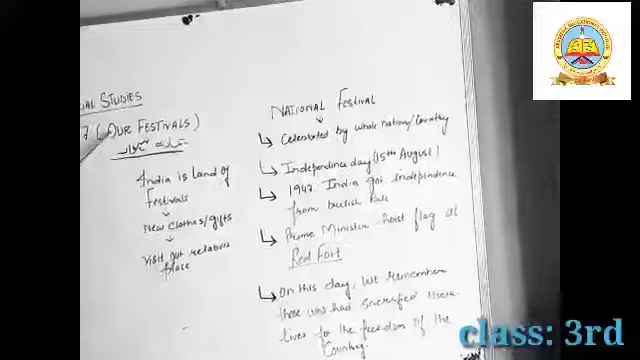 IAL STUDIES
7 (OUR FESTIVALS)
India is Land of
Festivals
New clothes/gifts
Visit out relations
Place
NATIONAL FESTIVAL
Celebrated by whole nation/Country
Independence day (15th August)
1947 India got independence
from british Rule
Prime Minister hoist flag at
Red Fort
On this day, We remember
those who had sacrificed there
lives for the freedom of the
Country.
class: 3rd